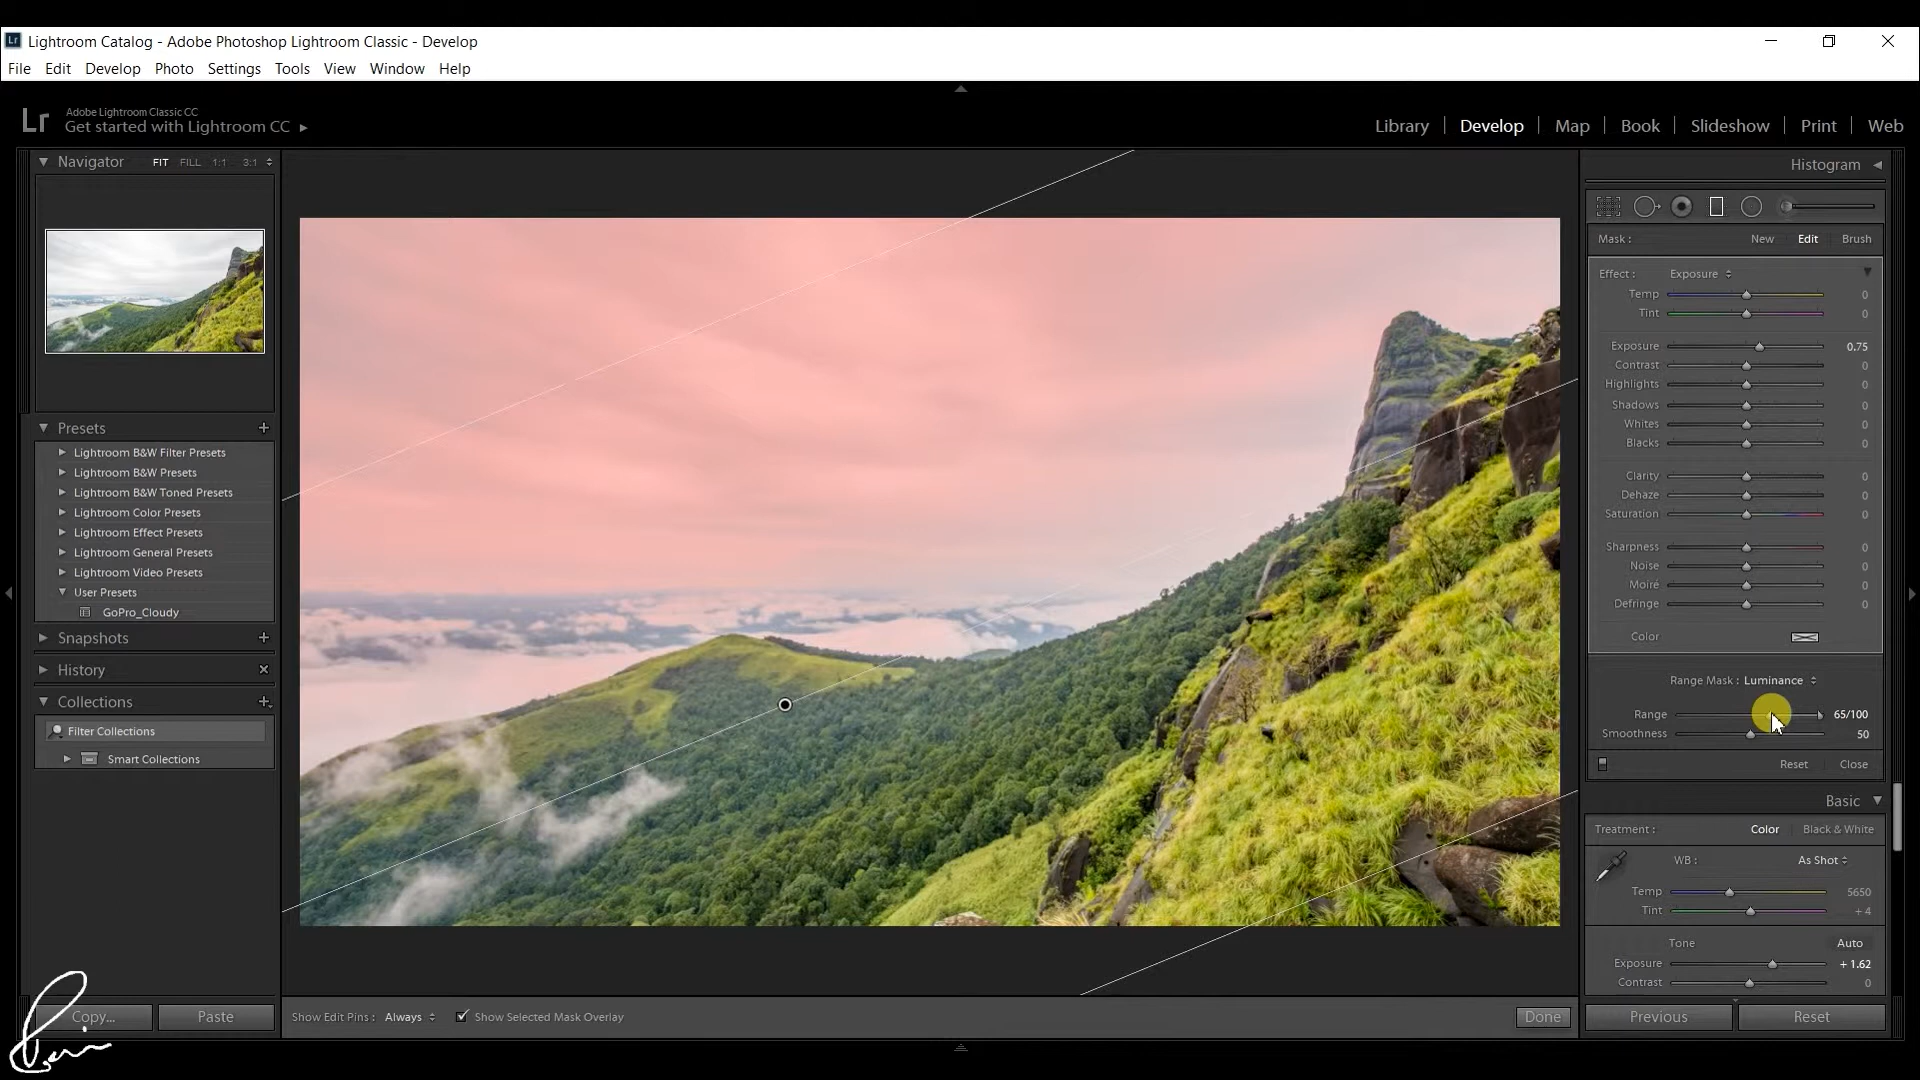 Lr Lightroom Catalog - Adobe Photoshop Lightroom Classic - Develop
File Edit Develop Photo Settings Tools View Window Help
Lr Adobe Lightroom Classic CC
Get started with Lightroom CC
Library Develop Map Book Slideshow Print Web
Navigator FIT FILL 1:1 3:1
Presets
Lightroom B&W Filter Presets
Lightroom B&W Presets
Lightroom B&W Toned Presets
Lightroom Color Presets
Lightroom Effect Presets
Lightroom General Presets
Lightroom Video Presets
User Presets
GoPro_Cloudy
Snapshots
History
Collections
Filter Collections
Smart Collections
Copy... Paste
Show Edit Pins : Always Show Selected Mask Overlay Done
Histogram
Mask : New Edit Brush
Effect : Exposure
Temp 0
Tint 0
Exposure 0.75
Contrast 0
Highlights 0
Shadows 0
Whites 0
Blacks 0
Clarity 0
Dehaze 0
Saturation 0
Sharpness 0
Noise 0
Moiré 0
Defringe 0
Color
Range Mask : Luminance
Range 65/100
Smoothness 50
Reset Close
Basic
Treatment : Color Black & White
WB : As Shot
Temp 5650
Tint + 4
Tone Auto
Exposure + 1.62
Contrast 0
Previous Reset